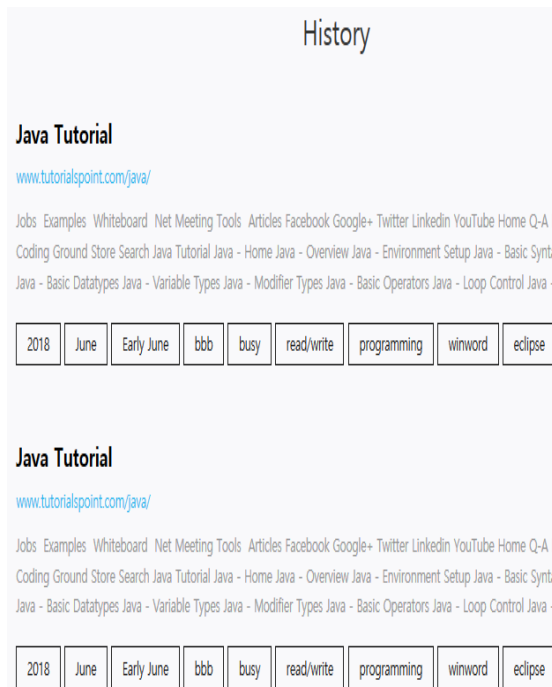 History
Java Tutorial
www.tutorialspoint.com/java/
Jobs Examples Whiteboard Net Meeting Tools Articles Facebook Google+ Twitter Linkedin YouTube Home Q-A
Coding Ground Store Search Java Tutorial Java - Home Java - Overview Java - Environment Setup Java - Basic Synta
Java - Basic Datatypes Java - Variable Types Java - Modifier Types Java - Basic Operators Java - Loop Control Java -
2018 June Early June bbb busy read/write programming winword eclipse
Java Tutorial
www.tutorialspoint.com/java/
Jobs Examples Whiteboard Net Meeting Tools Articles Facebook Google+ Twitter Linkedin YouTube Home Q-A
Coding Ground Store Search Java Tutorial Java - Home Java - Overview Java - Environment Setup Java - Basic Synta
Java - Basic Datatypes Java - Variable Types Java - Modifier Types Java - Basic Operators Java - Loop Control Java -
2018 June Early June bbb busy read/write programming winword eclipse